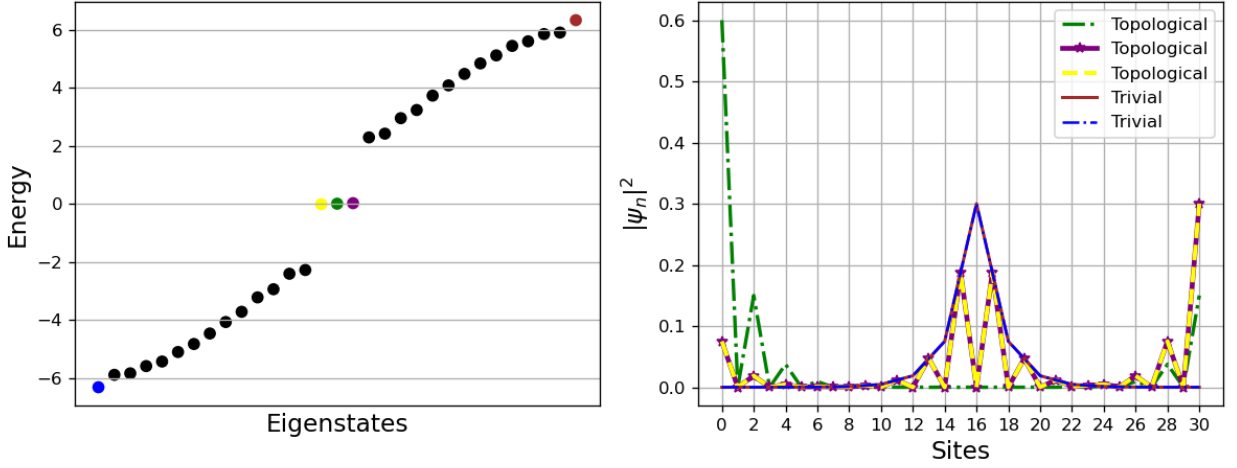 Energy
6
4
2
0
−2
−4
−6
Eigenstates
|ψn|²
0.6
0.5
0.4
0.3
0.2
0.1
0.0
Topological
Topological
Topological
Trivial
Trivial
0 2 4 6 8 10 12 14 16 18 20 22 24 26 28 30
Sites